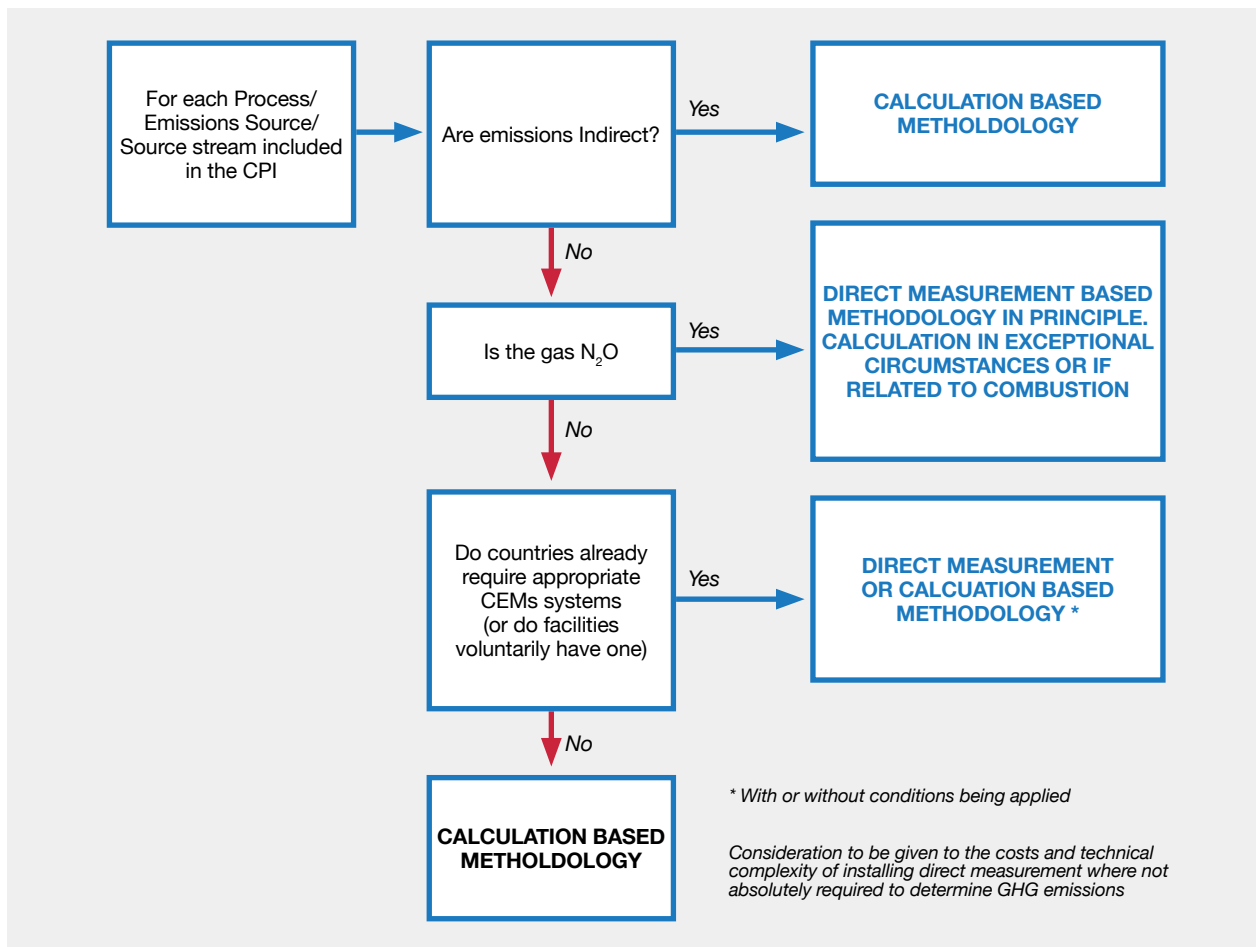 For each Process/
Emissions Source/
Source stream included
in the CPI
Are emissions Indirect?
Yes
CALCULATION BASED
METHOLDOLOGY
No
Is the gas N₂O
Yes
DIRECT MEASUREMENT BASED
METHODOLOGY IN PRINCIPLE.
CALCULATION IN EXCEPTIONAL
CIRCUMSTANCES OR IF
RELATED TO COMBUSTION
No
Do countries already
require appropriate
CEMs systems
(or do facilities
voluntarily have one)
Yes
DIRECT MEASUREMENT
OR CALCUATION BASED
METHODOLOGY *
No
CALCULATION BASED
METHOLDOLOGY
* With or without conditions being applied
Consideration to be given to the costs and technical
complexity of installing direct measurement where not
absolutely required to determine GHG emissions